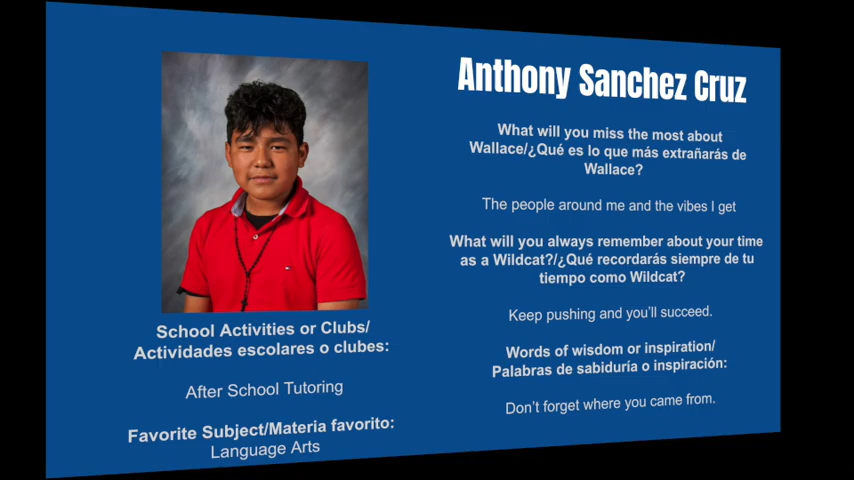 Anthony Sanchez Cruz
What will you miss the most about
Wallace/¿Qué es lo que más extrañarás de
Wallace?
The people around me and the vibes I get
What will you always remember about your time
as a Wildcat?/¿Qué recordarás siempre de tu
tiempo como Wildcat?
Keep pushing and you'll succeed.
Words of wisdom or inspiration/
Palabras de sabiduría o inspiración:
Don't forget where you came from.
School Activities or Clubs/
Actividades escolares o clubes:
After School Tutoring
Favorite Subject/Materia favorito:
Language Arts